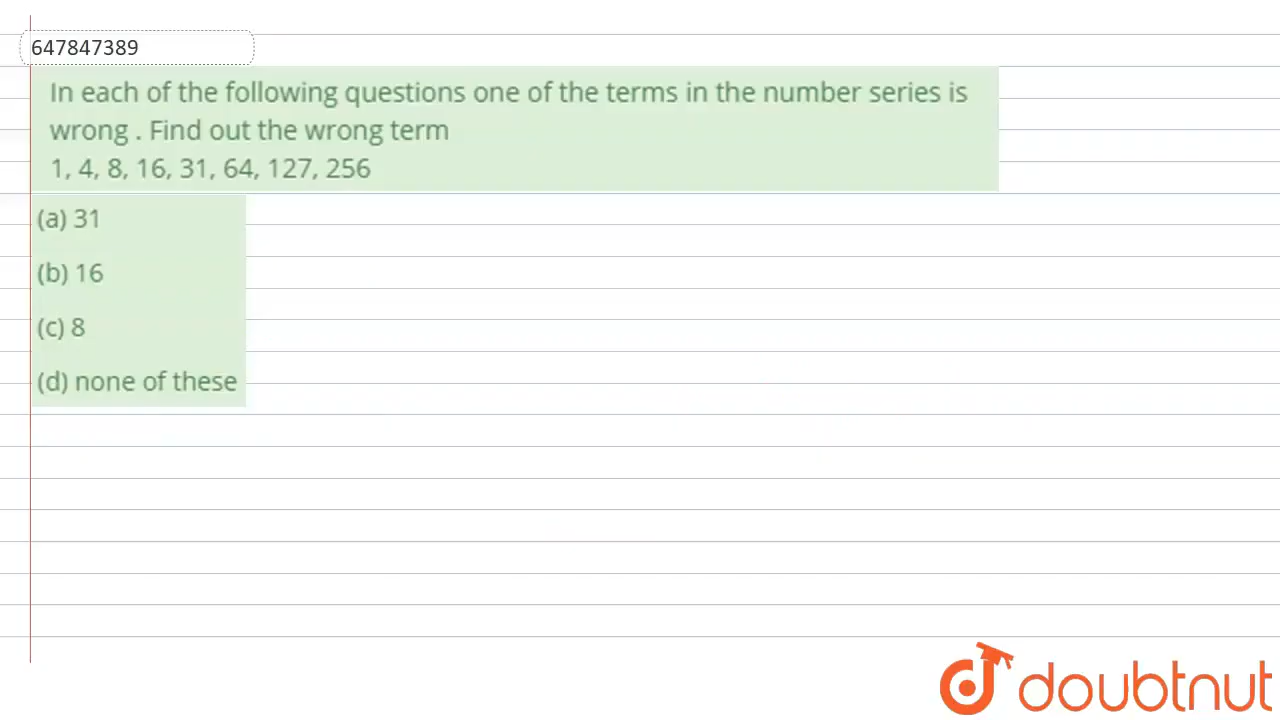 647847389
In each of the following questions one of the terms in the number series is
wrong . Find out the wrong term
1, 4, 8, 16, 31, 64, 127, 256
(a) 31
(b) 16
(c) 8
(d) none of these
doubtnut